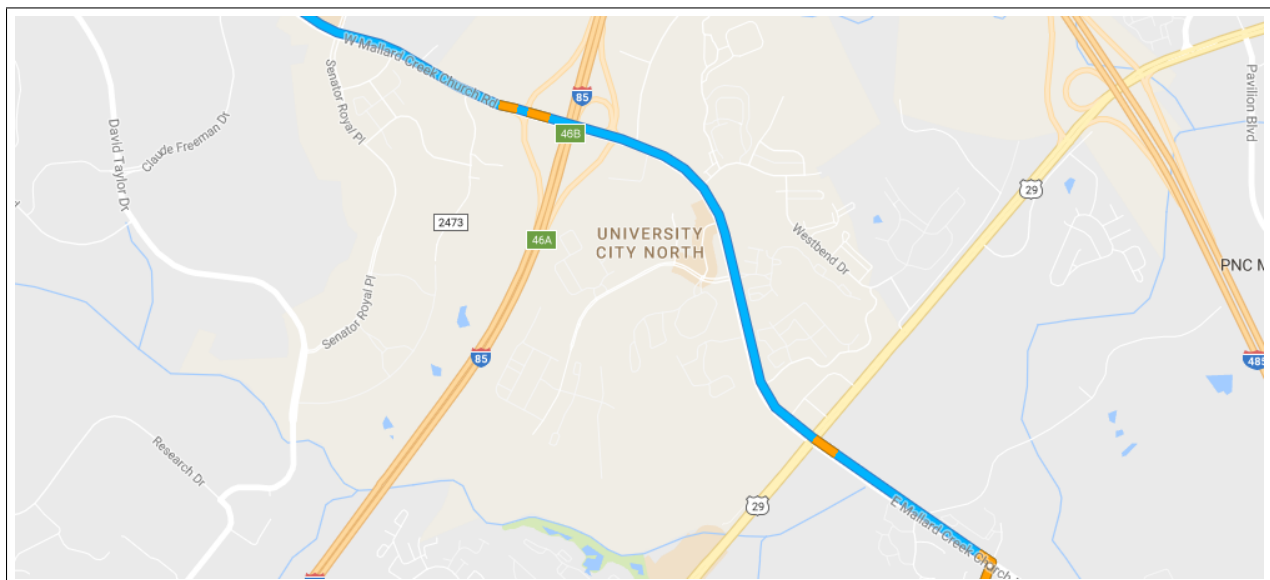 W Mallard Creek Church Rd
Senator Royal Pl
85
46B
Pavilion Blvd
Claude Freeman Dr
David Taylor Dr
29
2473
46A
UNIVERSITY
CITY NORTH
Westbend Dr
PNC M
Senator Royal Pl
85
485
Research Dr
29
E Mallard Creek Church